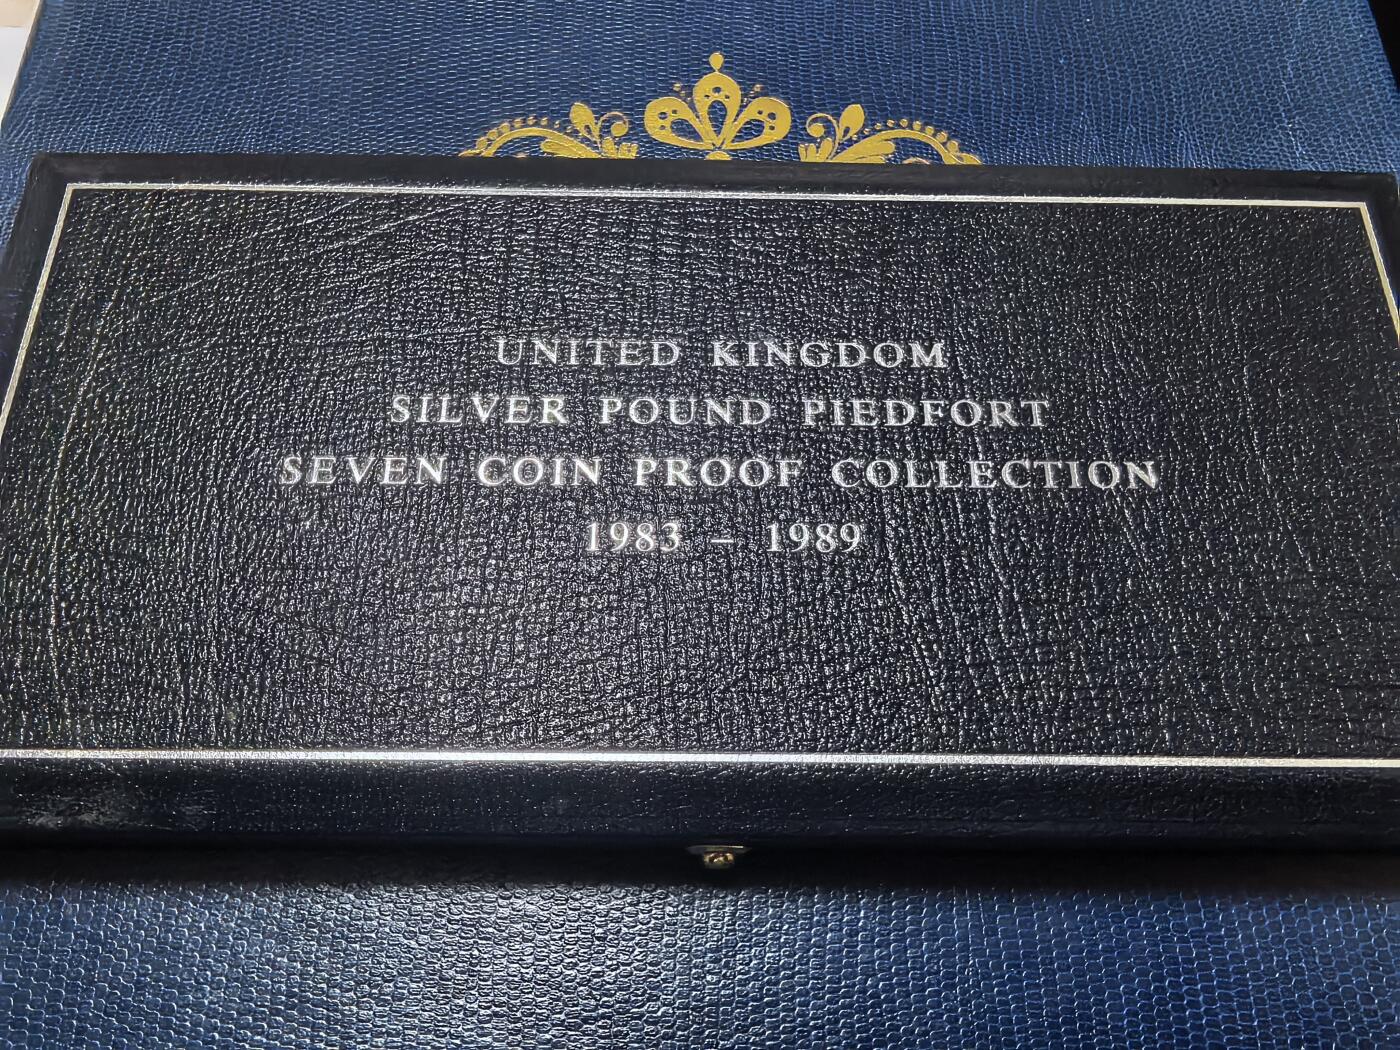 UNITED KINGDOM
SILVER POUND PIEDFORT
SEVEN COIN PROOF COLLECTION
1983 – 1989